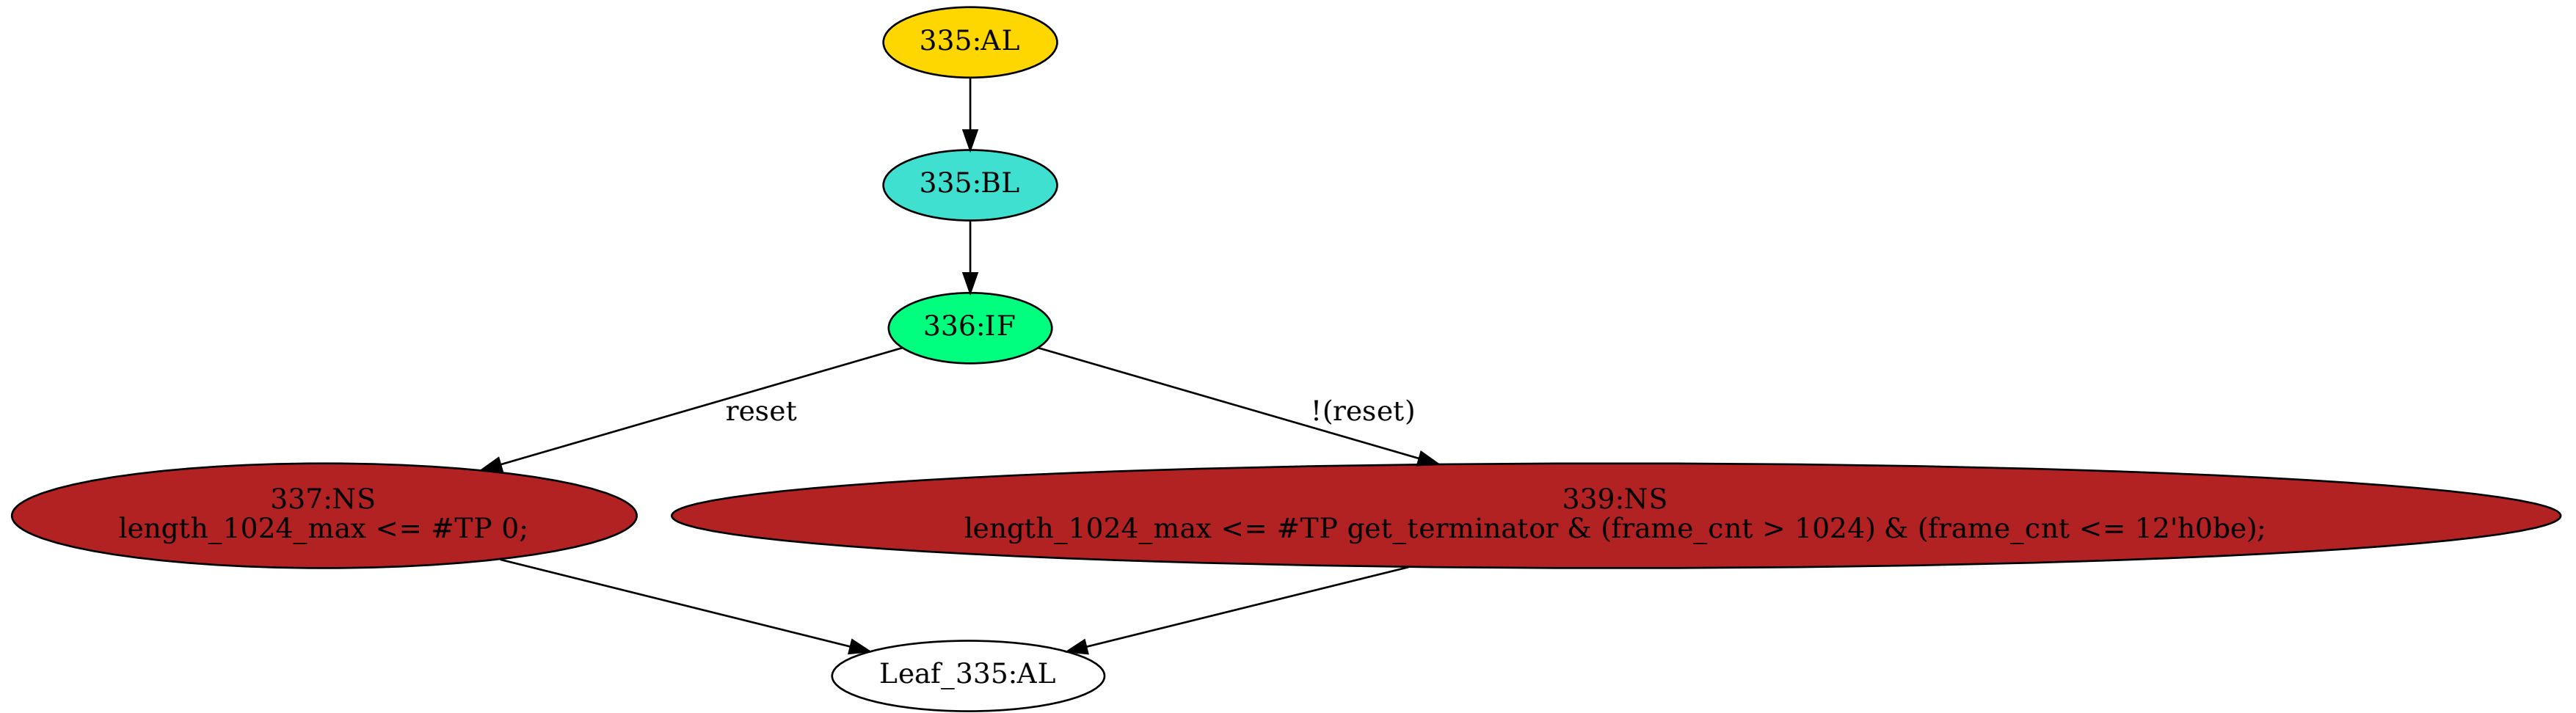 335:AL
335:BL
336:IF
reset
!(reset)
337:NS
length_1024_max <= #TP 0;
339:NS
length_1024_max <= #TP get_terminator & (frame_cnt > 1024) & (frame_cnt <= 12'h0be);
Leaf_335:AL